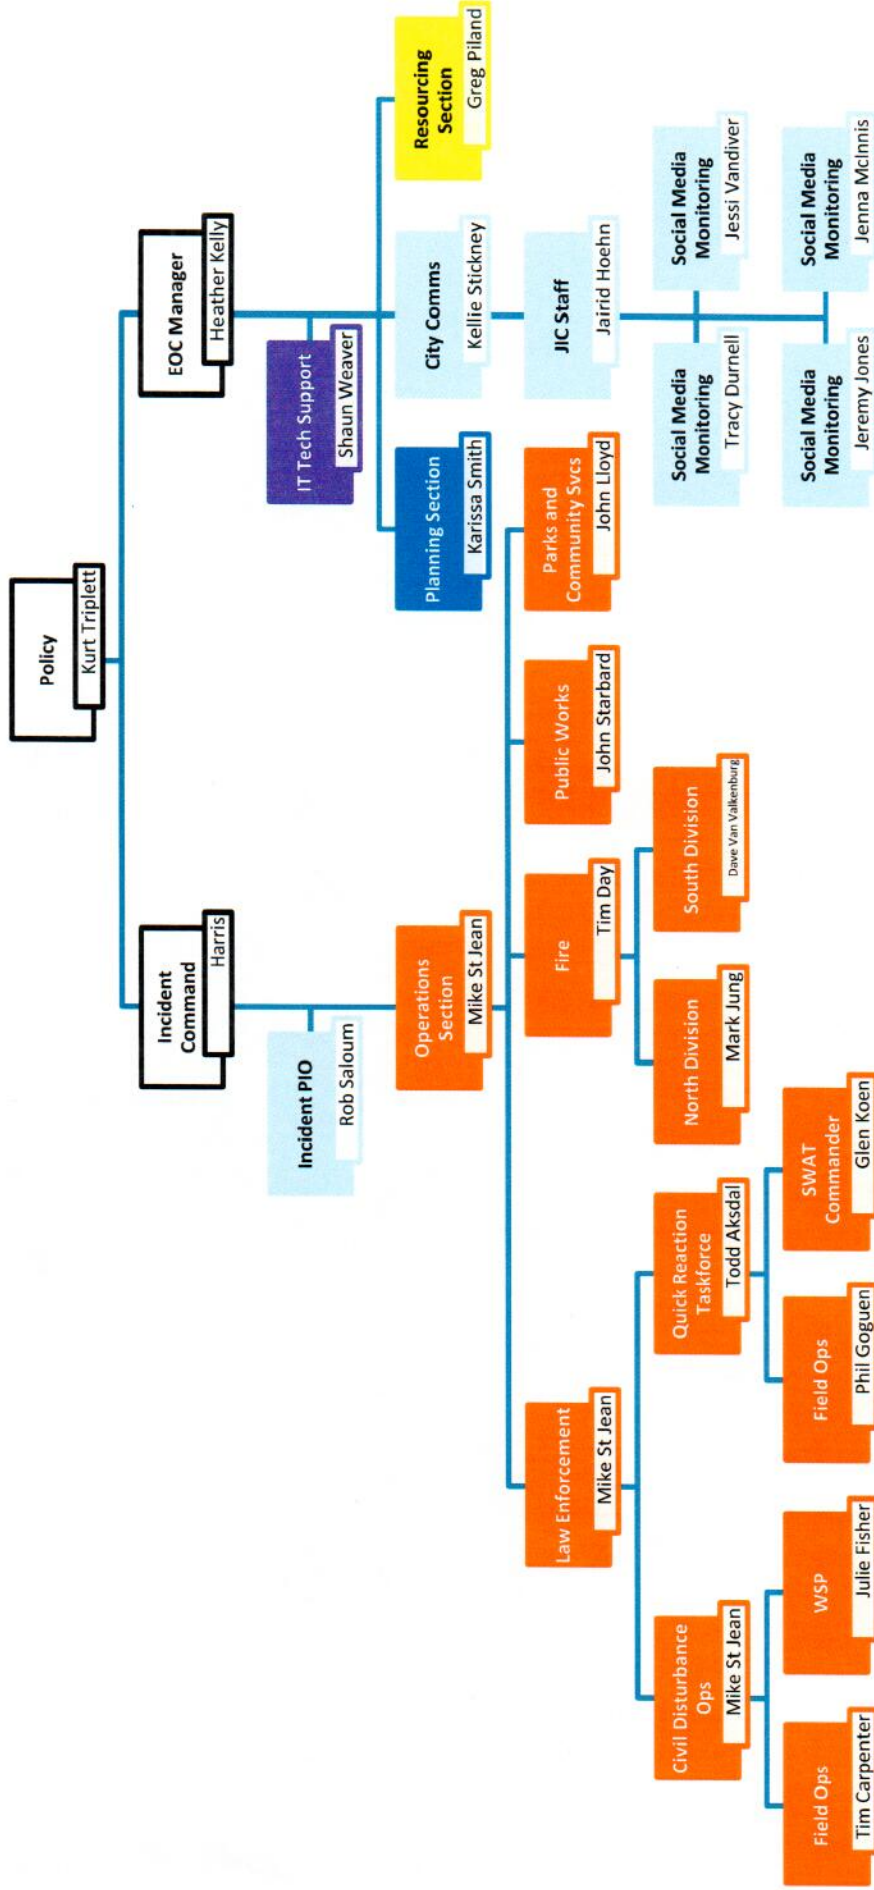 Policy
Kurt Triplett
Incident
Command
Harris
EOC Manager
Heather Kelly
Incident PIO
Rob Saloum
IT Tech Support
Shaun Weaver
Operations
Section
Mike St Jean
Planning Section
Karissa Smith
City Comms
Kellie Stickney
Resourcing
Section
Greg Piland
Law Enforcement
Mike St Jean
Fire
Tim Day
Public Works
John Starbard
Parks and
Community Svcs
John Lloyd
JIC Staff
Jairid Hoehn
Civil Disturbance
Ops
Mike St Jean
Quick Reaction
Taskforce
Todd Aksdal
North Division
Mark Jung
South Division
Dave Van Valkenburg
Social Media
Monitoring
Tracy Durnell
Social Media
Monitoring
Jessi Vandiver
Field Ops
Tim Carpenter
WSP
Julie Fisher
Field Ops
Phil Goguen
SWAT
Commander
Glen Koen
Social Media
Monitoring
Jeremy Jones
Social Media
Monitoring
Jenna McInnis